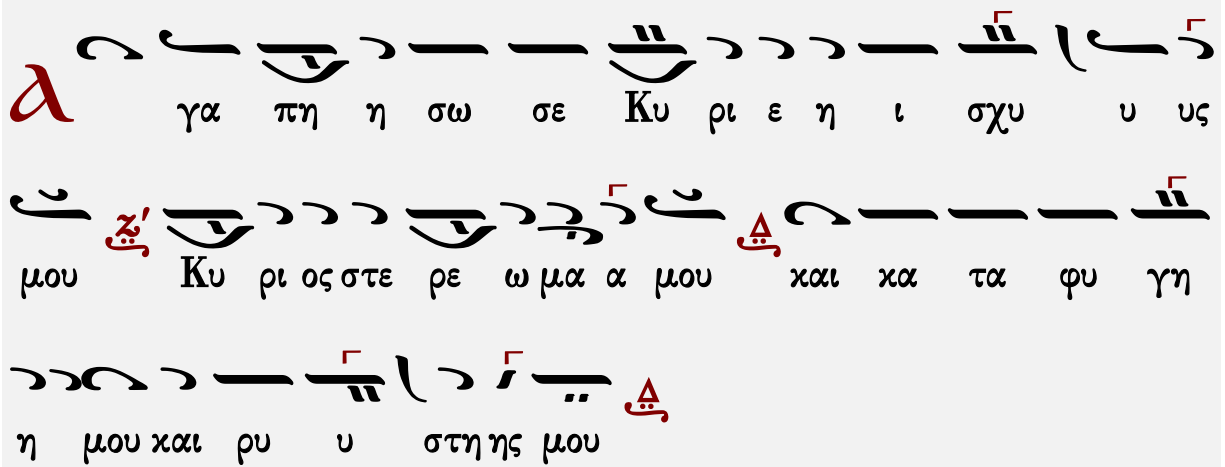 α γα πη η σω σε Κυ ρι ε η ι σχυ υ υς
μου ζ′ Κυ ρι ος στε ρε ω μα α μου Δ και κα τα φυ γη
η μου και ρυ υ στη ης μου Δ